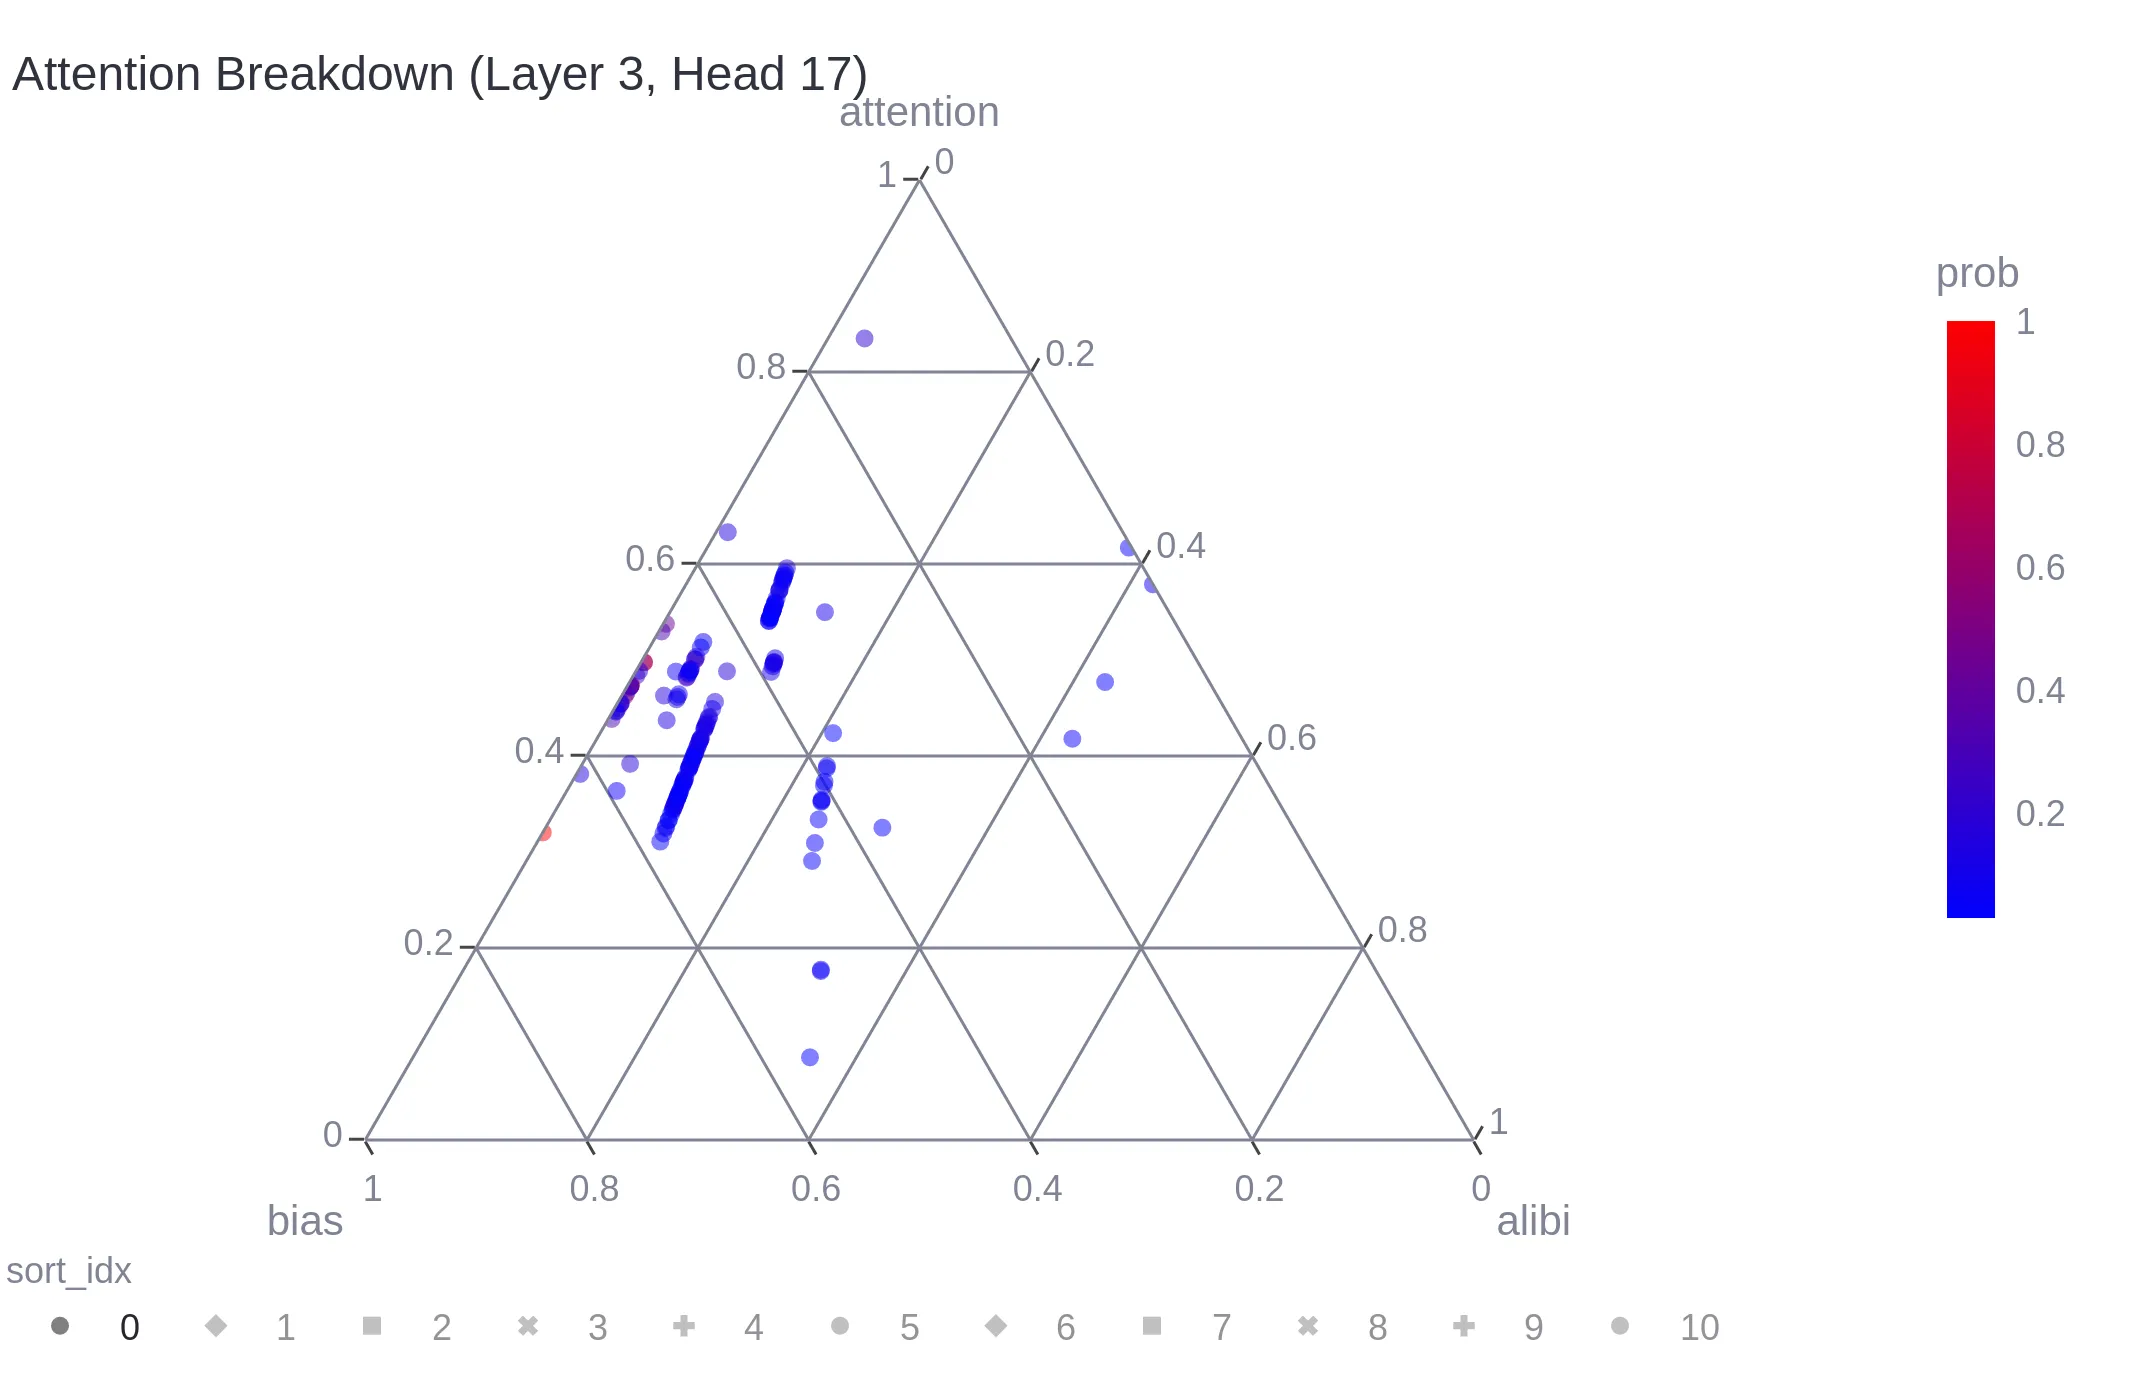 Attention Breakdown (Layer 3, Head 17)
attention
1 0
0.8 0.2
0.6 0.4
0.4 0.6
0.2 0.8
0 1
1 0.8 0.6 0.4 0.2 0
bias alibi
prob
1
0.8
0.6
0.4
0.2
sort_idx
0 1 2 3 4 5 6 7 8 9 10